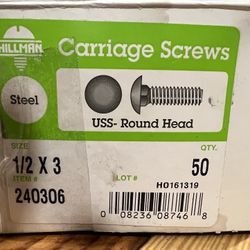 HILLMAN
Carriage Screws
Steel
USS- Round Head
SIZE
QTY.
1/2 X 3
50
ITEM #
LOT #
240306
HO161319
0 08236 08746 8